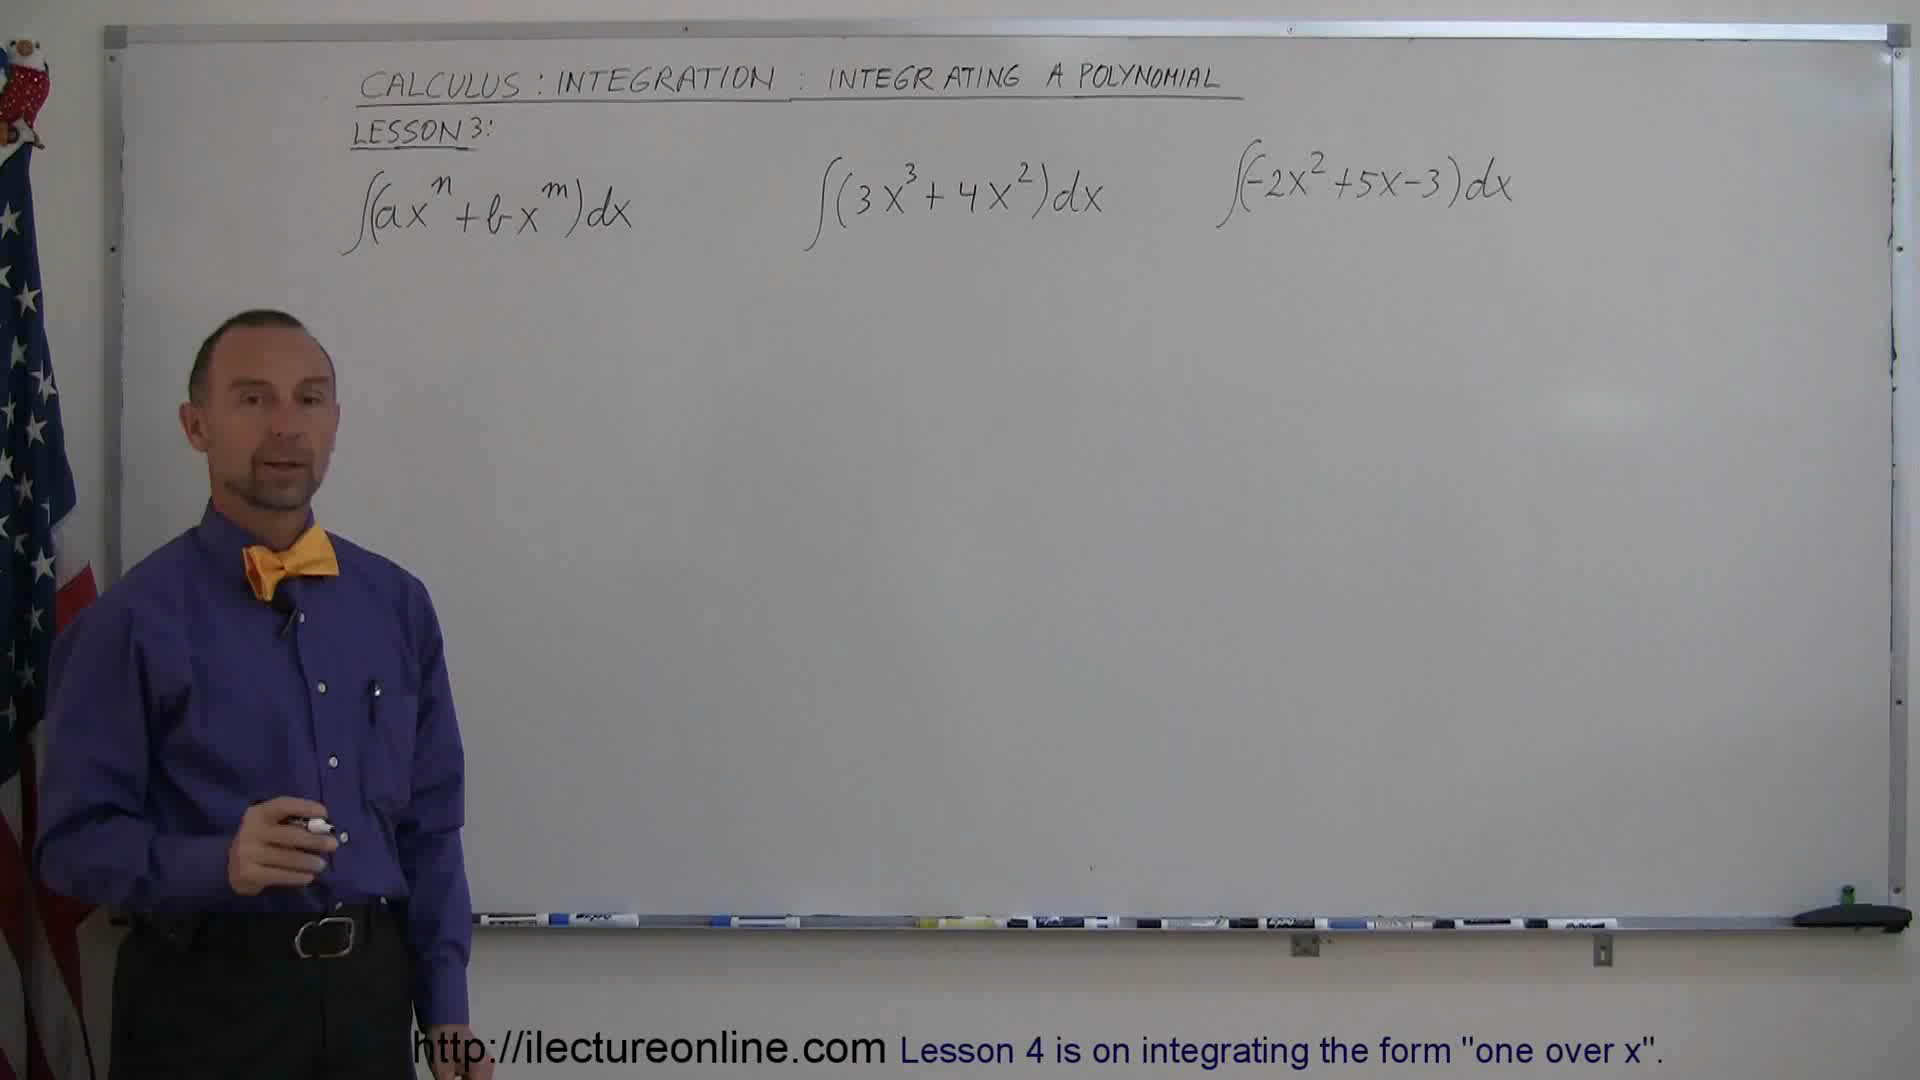 CALCULUS : INTEGRATION : INTEGRATING A POLYNOMIAL
LESSON 3:
∫(ax^n + bx^m)dx ∫(3x^3 + 4x^2)dx ∫(-2x^2 + 5x - 3)dx
http://ilectureonline.com Lesson 4 is on integrating the form "one over x".